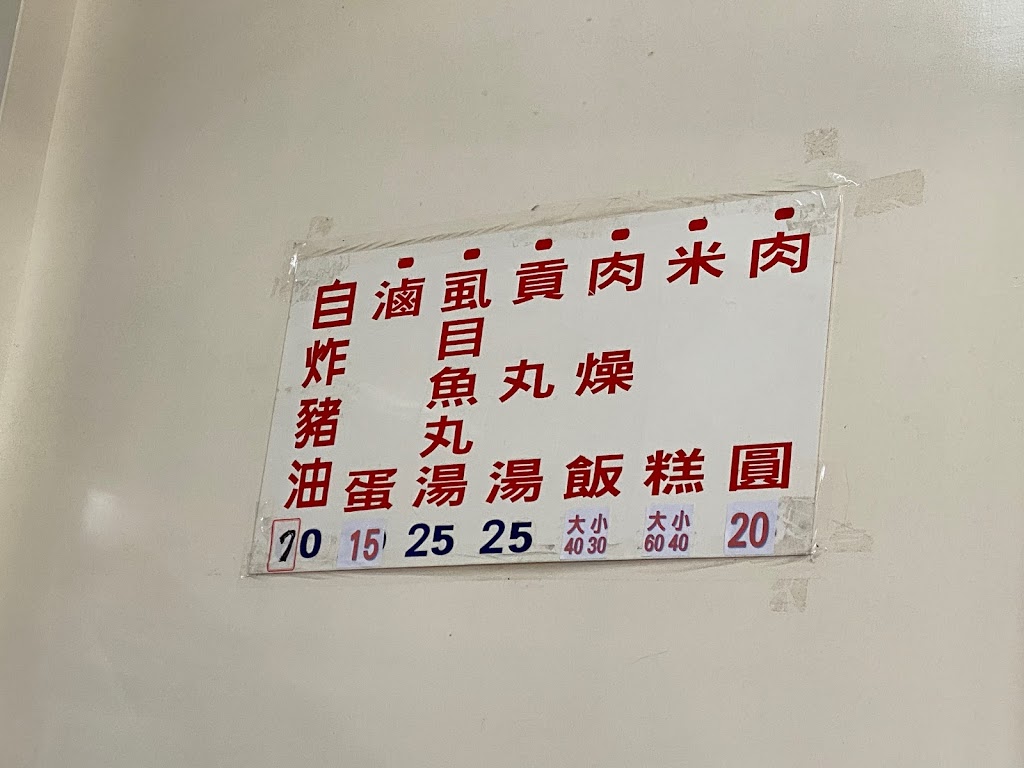 肉圓 20
米糕 大60 小40
肉燥飯 大40 小30
貢丸湯 25
虱目魚丸湯 25
滷蛋 15
自炸豬油 70